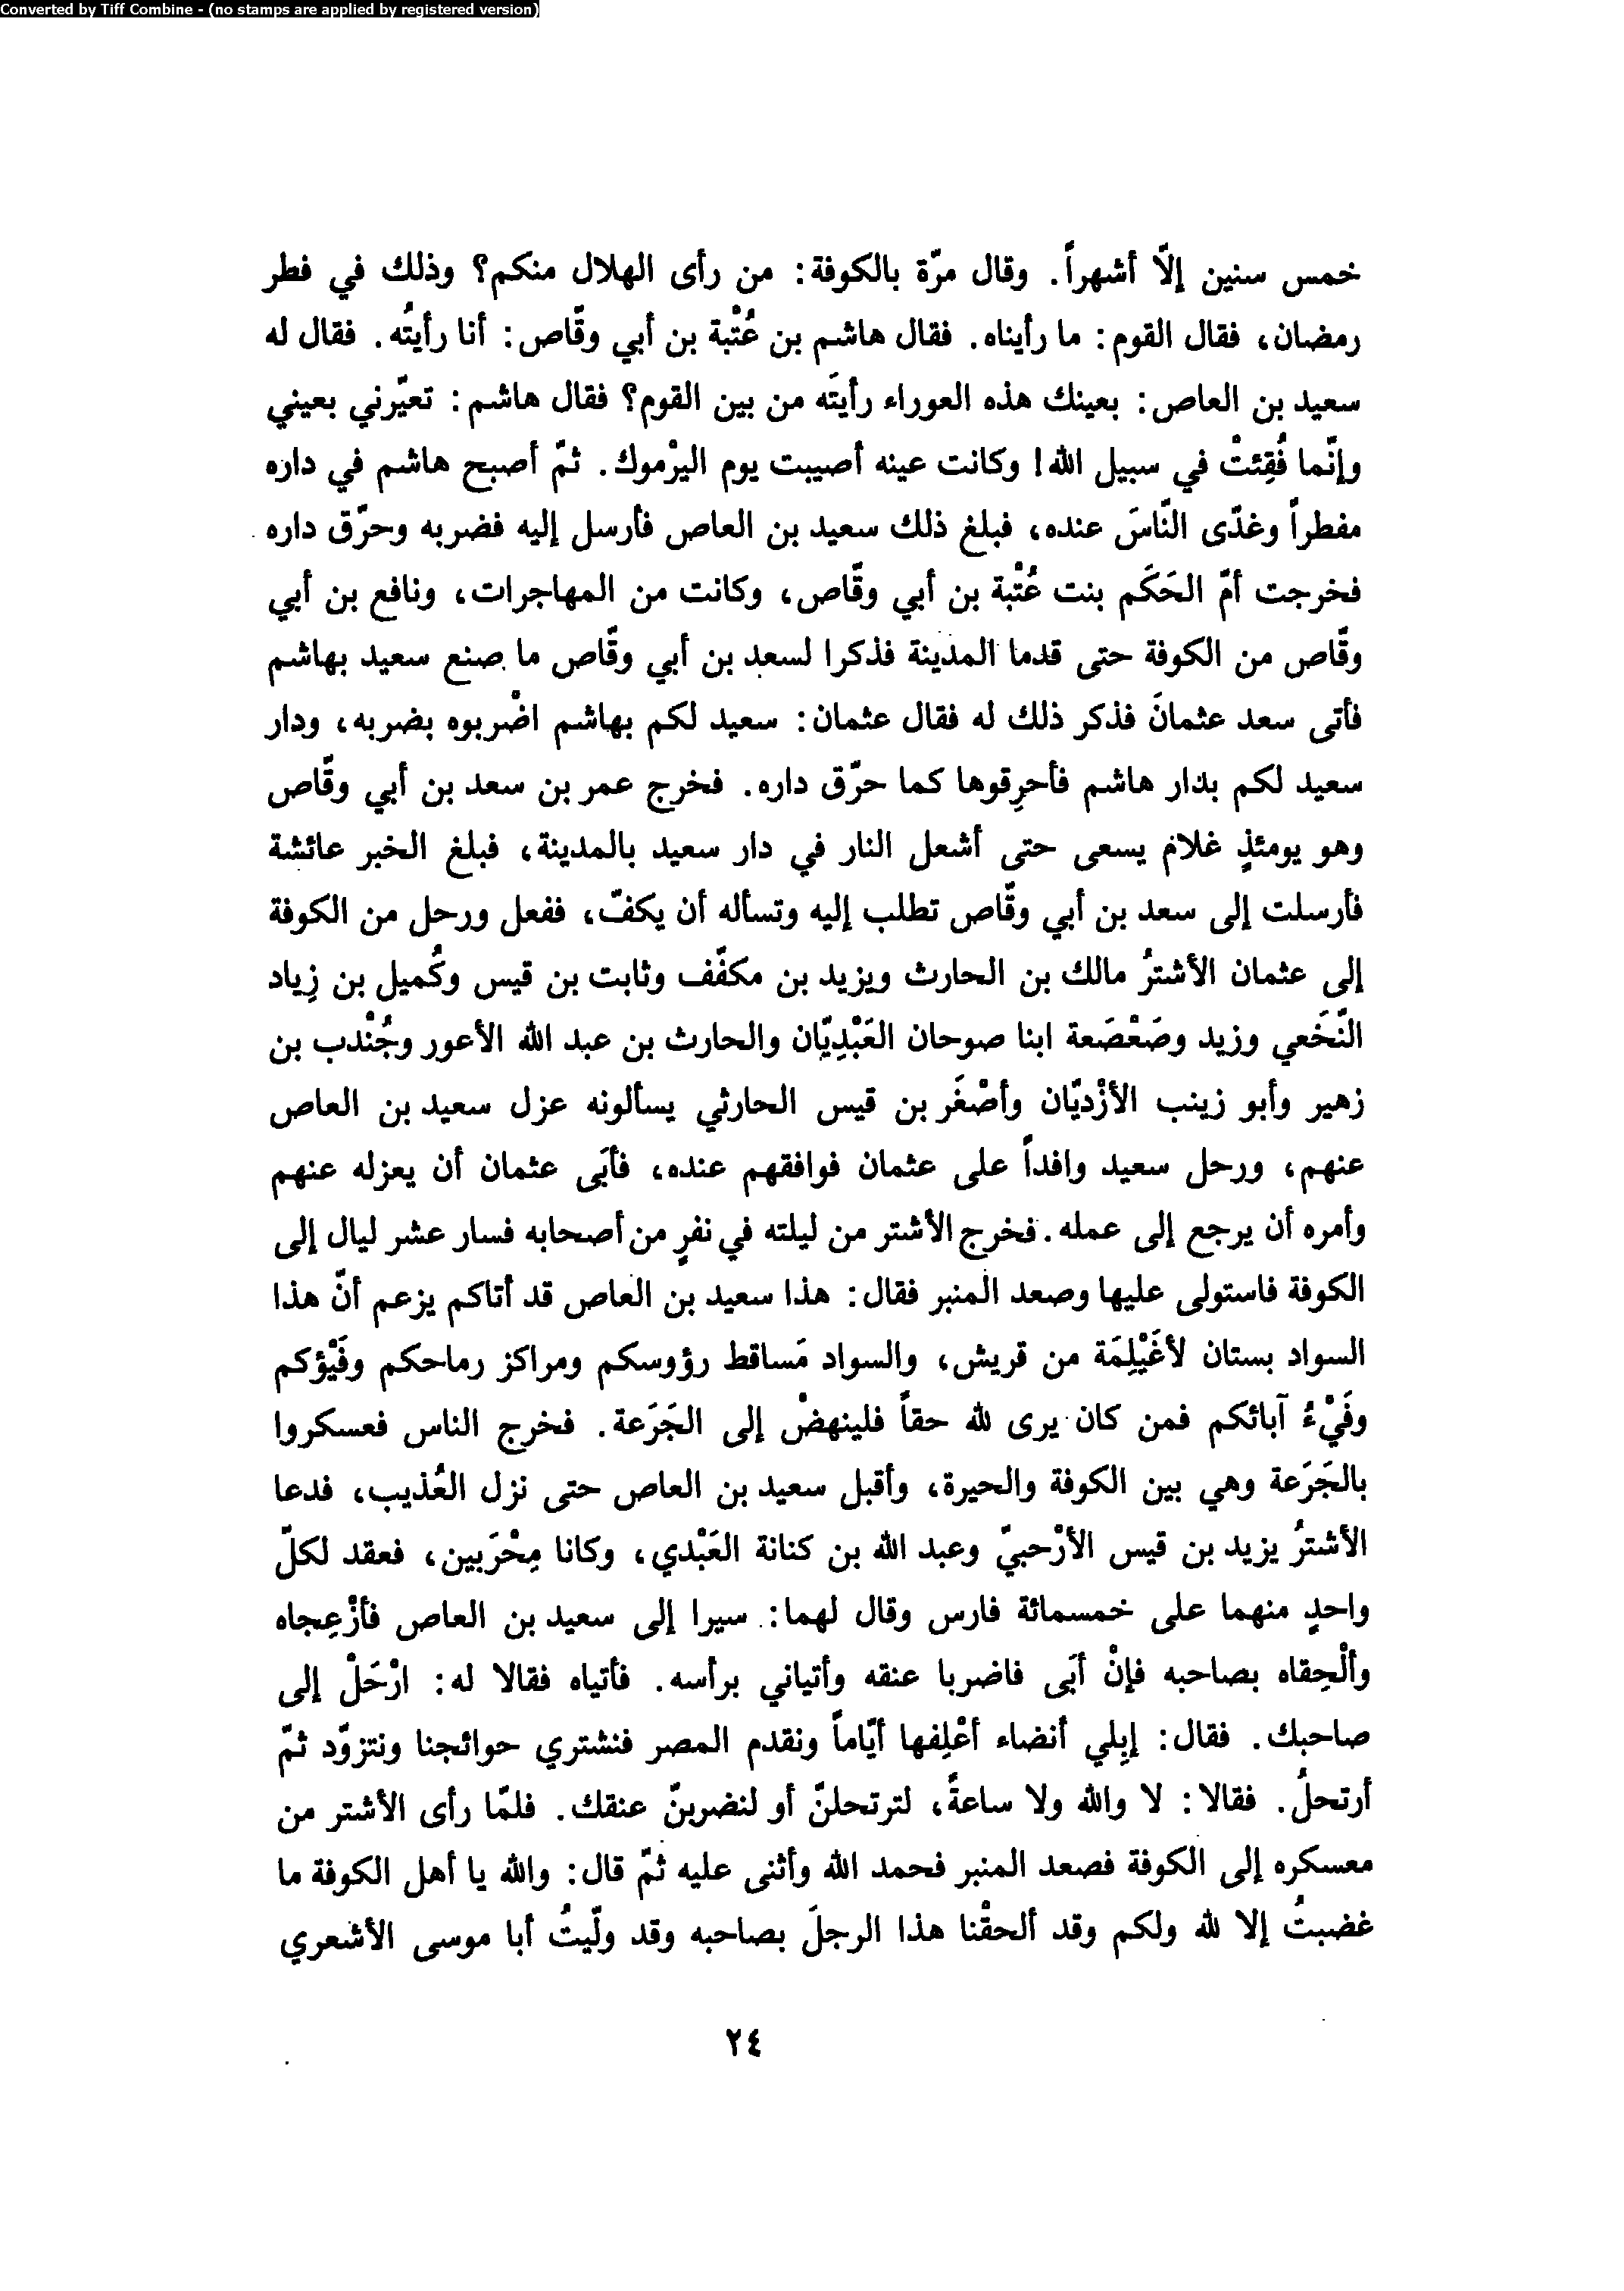 Converted by Tiff Combine - (no stamps are applied by registered version)
خمس سنين إلّا أشهراً. وقال مرّة بالكوفة: من رأى الهلال منكم؟ وذلك في فطر
رمضان، فقال القوم: ما رأيناه. فقال هاشم بن عُتْبة بن أبي وقّاص: أنا رأيتُه. فقال له
سعيد بن العاص: بعينك هذه العوراء رأيتَه من بين القوم؟ فقال هاشم: تعيّرني بعيني
وإنّما فُقِئتْ في سبيل الله! وكانت عينه أصيبت يوم اليرْموك. ثمّ أصبح هاشم في داره
مفطراً وغدّى النّاسَ عنده، فبلغ ذلك سعيد بن العاص فأرسل إليه فضربه وحرّق داره
فخرجت أمّ الحَكَم بنت عُتْبة بن أبي وقّاص، وكانت من المهاجرات، ونافع بن أبي
وقّاص من الكوفة حتى قدما المدينة فذكرا لسعد بن أبي وقّاص ما صنع سعيد بهاشم
فأتى سعد عثمانَ فذكر ذلك له فقال عثمان: سعيد لكم بهاشم اضْربوه بضربه، ودار
سعيد لكم بدار هاشم فأحرِقوها كما حرّق داره. فخرج عمر بن سعد بن أبي وقّاص
وهو يومئذٍ غلام يسعى حتى أشعل النار في دار سعيد بالمدينة، فبلغ الخبر عائشة
فأرسلت إلى سعد بن أبي وقّاص تطلب إليه وتسأله أن يكفّ، ففعل ورحل من الكوفة
إلى عثمان الأشترُ مالك بن الحارث ويزيد بن مكفّف وثابت بن قيس وكُميل بن زِياد
النّخَعي وزيد وصَعْصَعة ابنا صوحان العَبْدِيّان والحارث بن عبد الله الأعور وجُنْدب بن
زهير وأبو زينب الأزْديّان وأصْغَر بن قيس الحارثي يسألونه عزل سعيد بن العاص
عنهم، ورحل سعيد وافداً على عثمان فوافقهم عنده، فأبَى عثمان أن يعزله عنهم
وأمره أن يرجع إلى عمله. فخرج الأشتر من ليلته في نفرٍ من أصحابه فسار عشر ليال إلى
الكوفة فاستولى عليها وصعد المنبر فقال: هذا سعيد بن العاص قد أتاكم يزعم أنّ هذا
السواد بستان لأغَيْلِمَة من قريش، والسواد مَساقط رؤوسكم ومراكز رماحكم وفَيْؤكم
وفَيْءُ آبائكم فمن كان يرى لله حقاً فلينهضْ إلى الجَرَعة. فخرج الناس فعسكروا
بالجَرَعة وهي بين الكوفة والحيرة، وأقبل سعيد بن العاص حتى نزل العُذيب، فدعا
الأشترُ يزيد بن قيس الأرْحبيّ وعبد الله بن كنانة العَبْدي، وكانا مِحْرَبين، فعقد لكلّ
واحدٍ منهما على خمسمائة فارس وقال لهما: سيرا إلى سعيد بن العاص فأزْعِجاه
وألْحِقاه بصاحبه فإنْ أبَى فاضربا عنقه وأتياني برأسه. فأتياه فقالا له: ارْحَلْ إلى
صاحبك. فقال: إبِلي أنضاء أعْلِفها أيّاماً ونقدم المصر فنشتري حوائجنا ونتزوّد ثمّ
أرتحلُ. فقالا: لا والله ولا ساعةً، لترتحلنّ أو لنضربنّ عنقك. فلمّا رأى الأشتر من
معسكره إلى الكوفة فصعد المنبر فحمد الله وأثنى عليه ثمّ قال: والله يا أهل الكوفة ما
غضبتُ إلا لله ولكم وقد ألحقْنا هذا الرجلَ بصاحبه وقد ولّيتُ أبا موسى الأشعري
٢٤